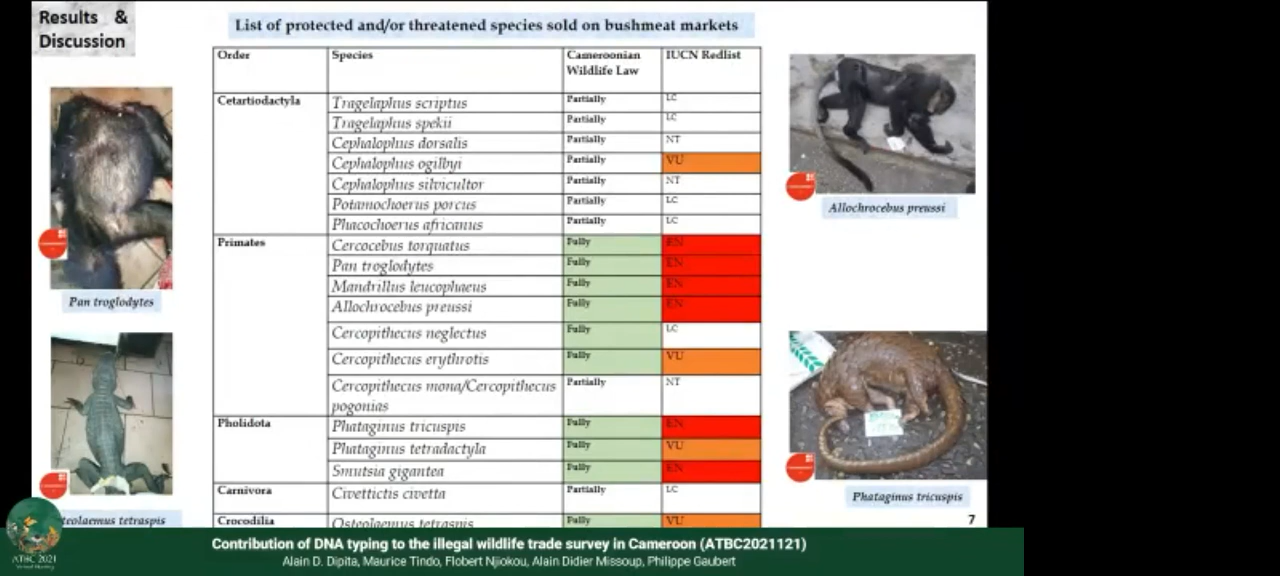 Results &
Discussion
List of protected and/or threatened species sold on bushmeat markets
Order Species Cameroonian Wildlife Law IUCN Redlist
Cetartiodactyla Tragelaphus scriptus Partially LC
Tragelaphus spekii Partially LC
Cephalophus dorsalis Partially NT
Cephalophus ogilbyi Partially VU
Cephalophus silvicultor Partially NT
Potamochoerus porcus Partially LC
Phacochoerus africanus Partially LC
Primates Cercocebus torquatus Fully EN
Pan troglodytes Fully EN
Mandrillus leucophaeus Fully EN
Allochrocebus preussi Fully EN
Cercopithecus neglectus Fully LC
Cercopithecus erythrotis Fully VU
Cercopithecus mona/Cercopithecus pogonias Partially NT
Pholidota Phataginus tricuspis Fully EN
Phataginus tetradactyla Fully VU
Smutsia gigantea Fully EN
Carnivora Civettictis civetta Partially LC
Crocodilia Osteolaemus tetraspis Fully VU
Pan troglodytes
teolaemus tetraspis
Allochrocebus preussi
Phataginus tricuspis
7
ATBC 2021
Contribution of DNA typing to the illegal wildlife trade survey in Cameroon (ATBC2021121)
Alain D. Dipita, Maurice Tindo, Flobert Njiokou, Alain Didier Missoup, Philippe Gaubert